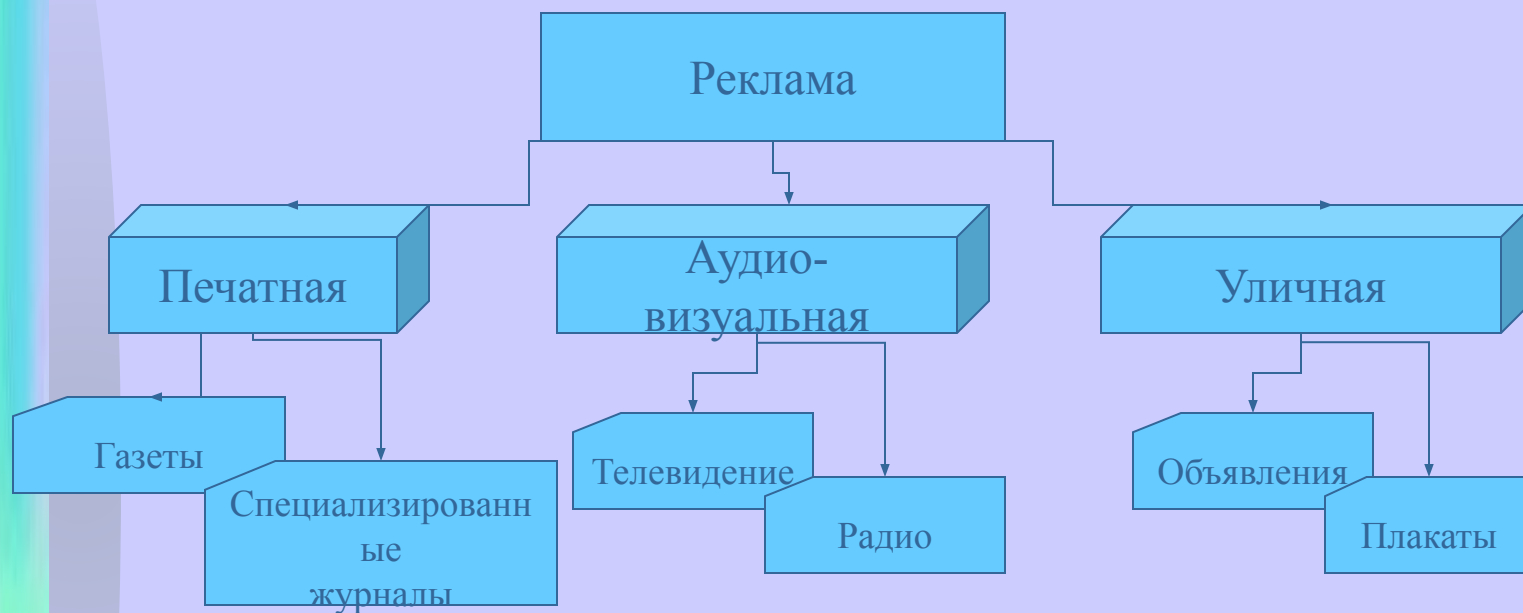 Реклама
Печатная
Аудио-
визуальная
Уличная
Газеты
Специализированн
ые
журналы
Телевидение
Радио
Объявления
Плакаты